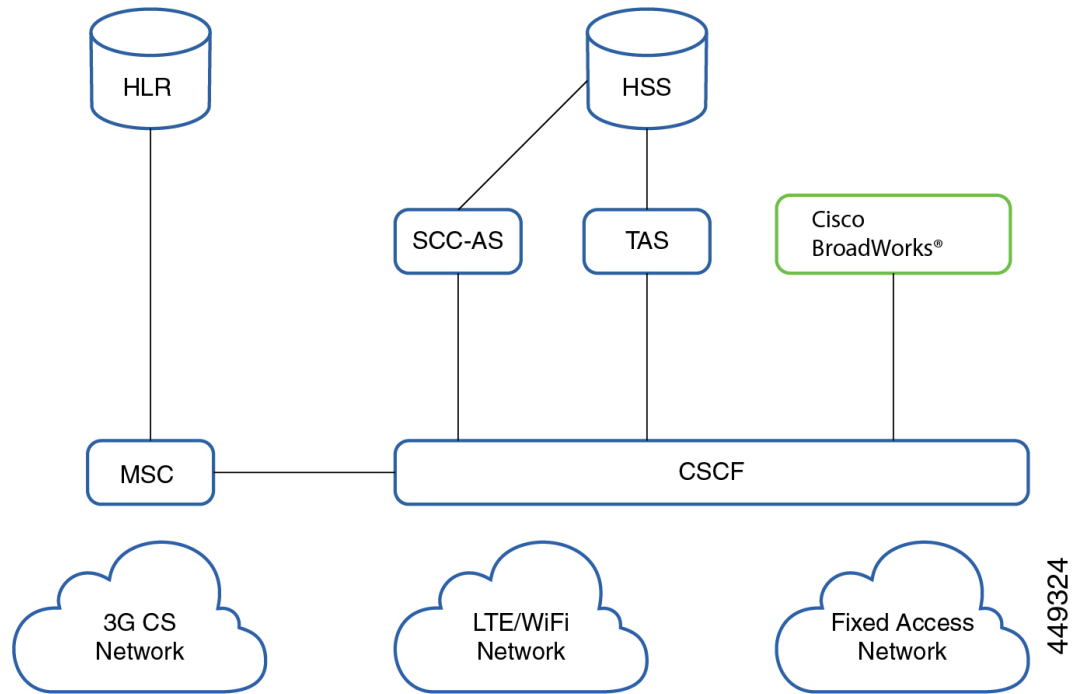 HLR
HSS
SCC-AS
TAS
Cisco
BroadWorks®
MSC
CSCF
3G CS
Network
LTE/WiFi
Network
Fixed Access
Network
449324